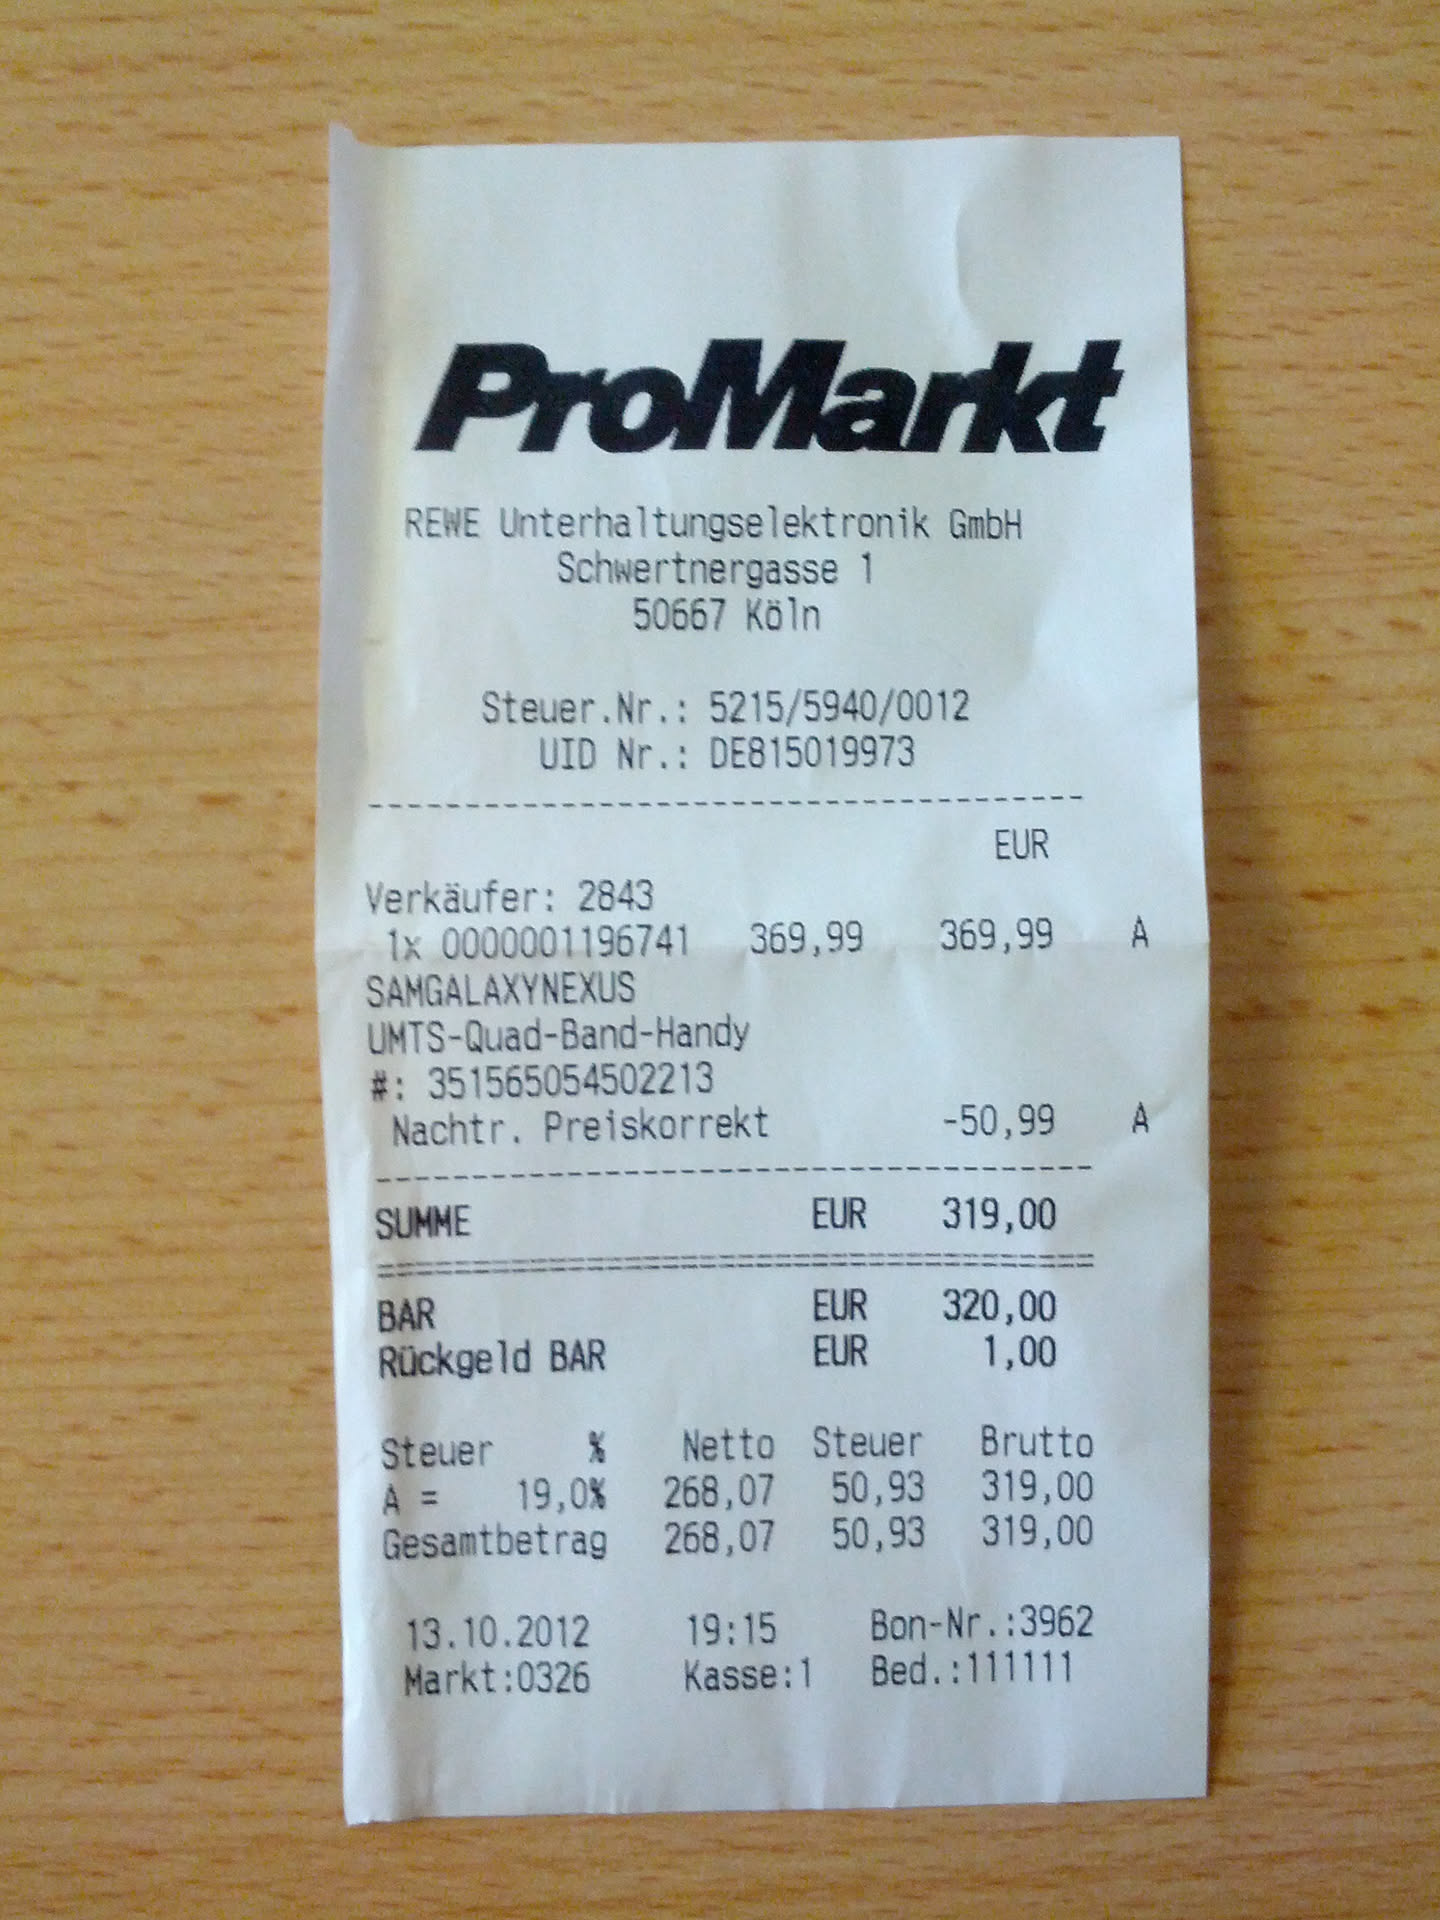 ProMarkt
REWE Unterhaltungselektronik GmbH
Schwertnergasse 1
50667 Köln
Steuer.Nr.: 5215/5940/0012
UID Nr.: DE815019973
EUR
Verkäufer: 2843
1x 0000001196741 369,99 369,99 A
SAMGALAXYNEXUS
UMTS-Quad-Band-Handy
#: 351565054502213
Nachtr. Preiskorrekt -50,99 A
SUMME EUR 319,00
BAR EUR 320,00
Rückgeld BAR EUR 1,00
Steuer % Netto Steuer Brutto
A = 19,0% 268,07 50,93 319,00
Gesamtbetrag 268,07 50,93 319,00
13.10.2012 19:15 Bon-Nr.:3962
Markt:0326 Kasse:1 Bed.:111111